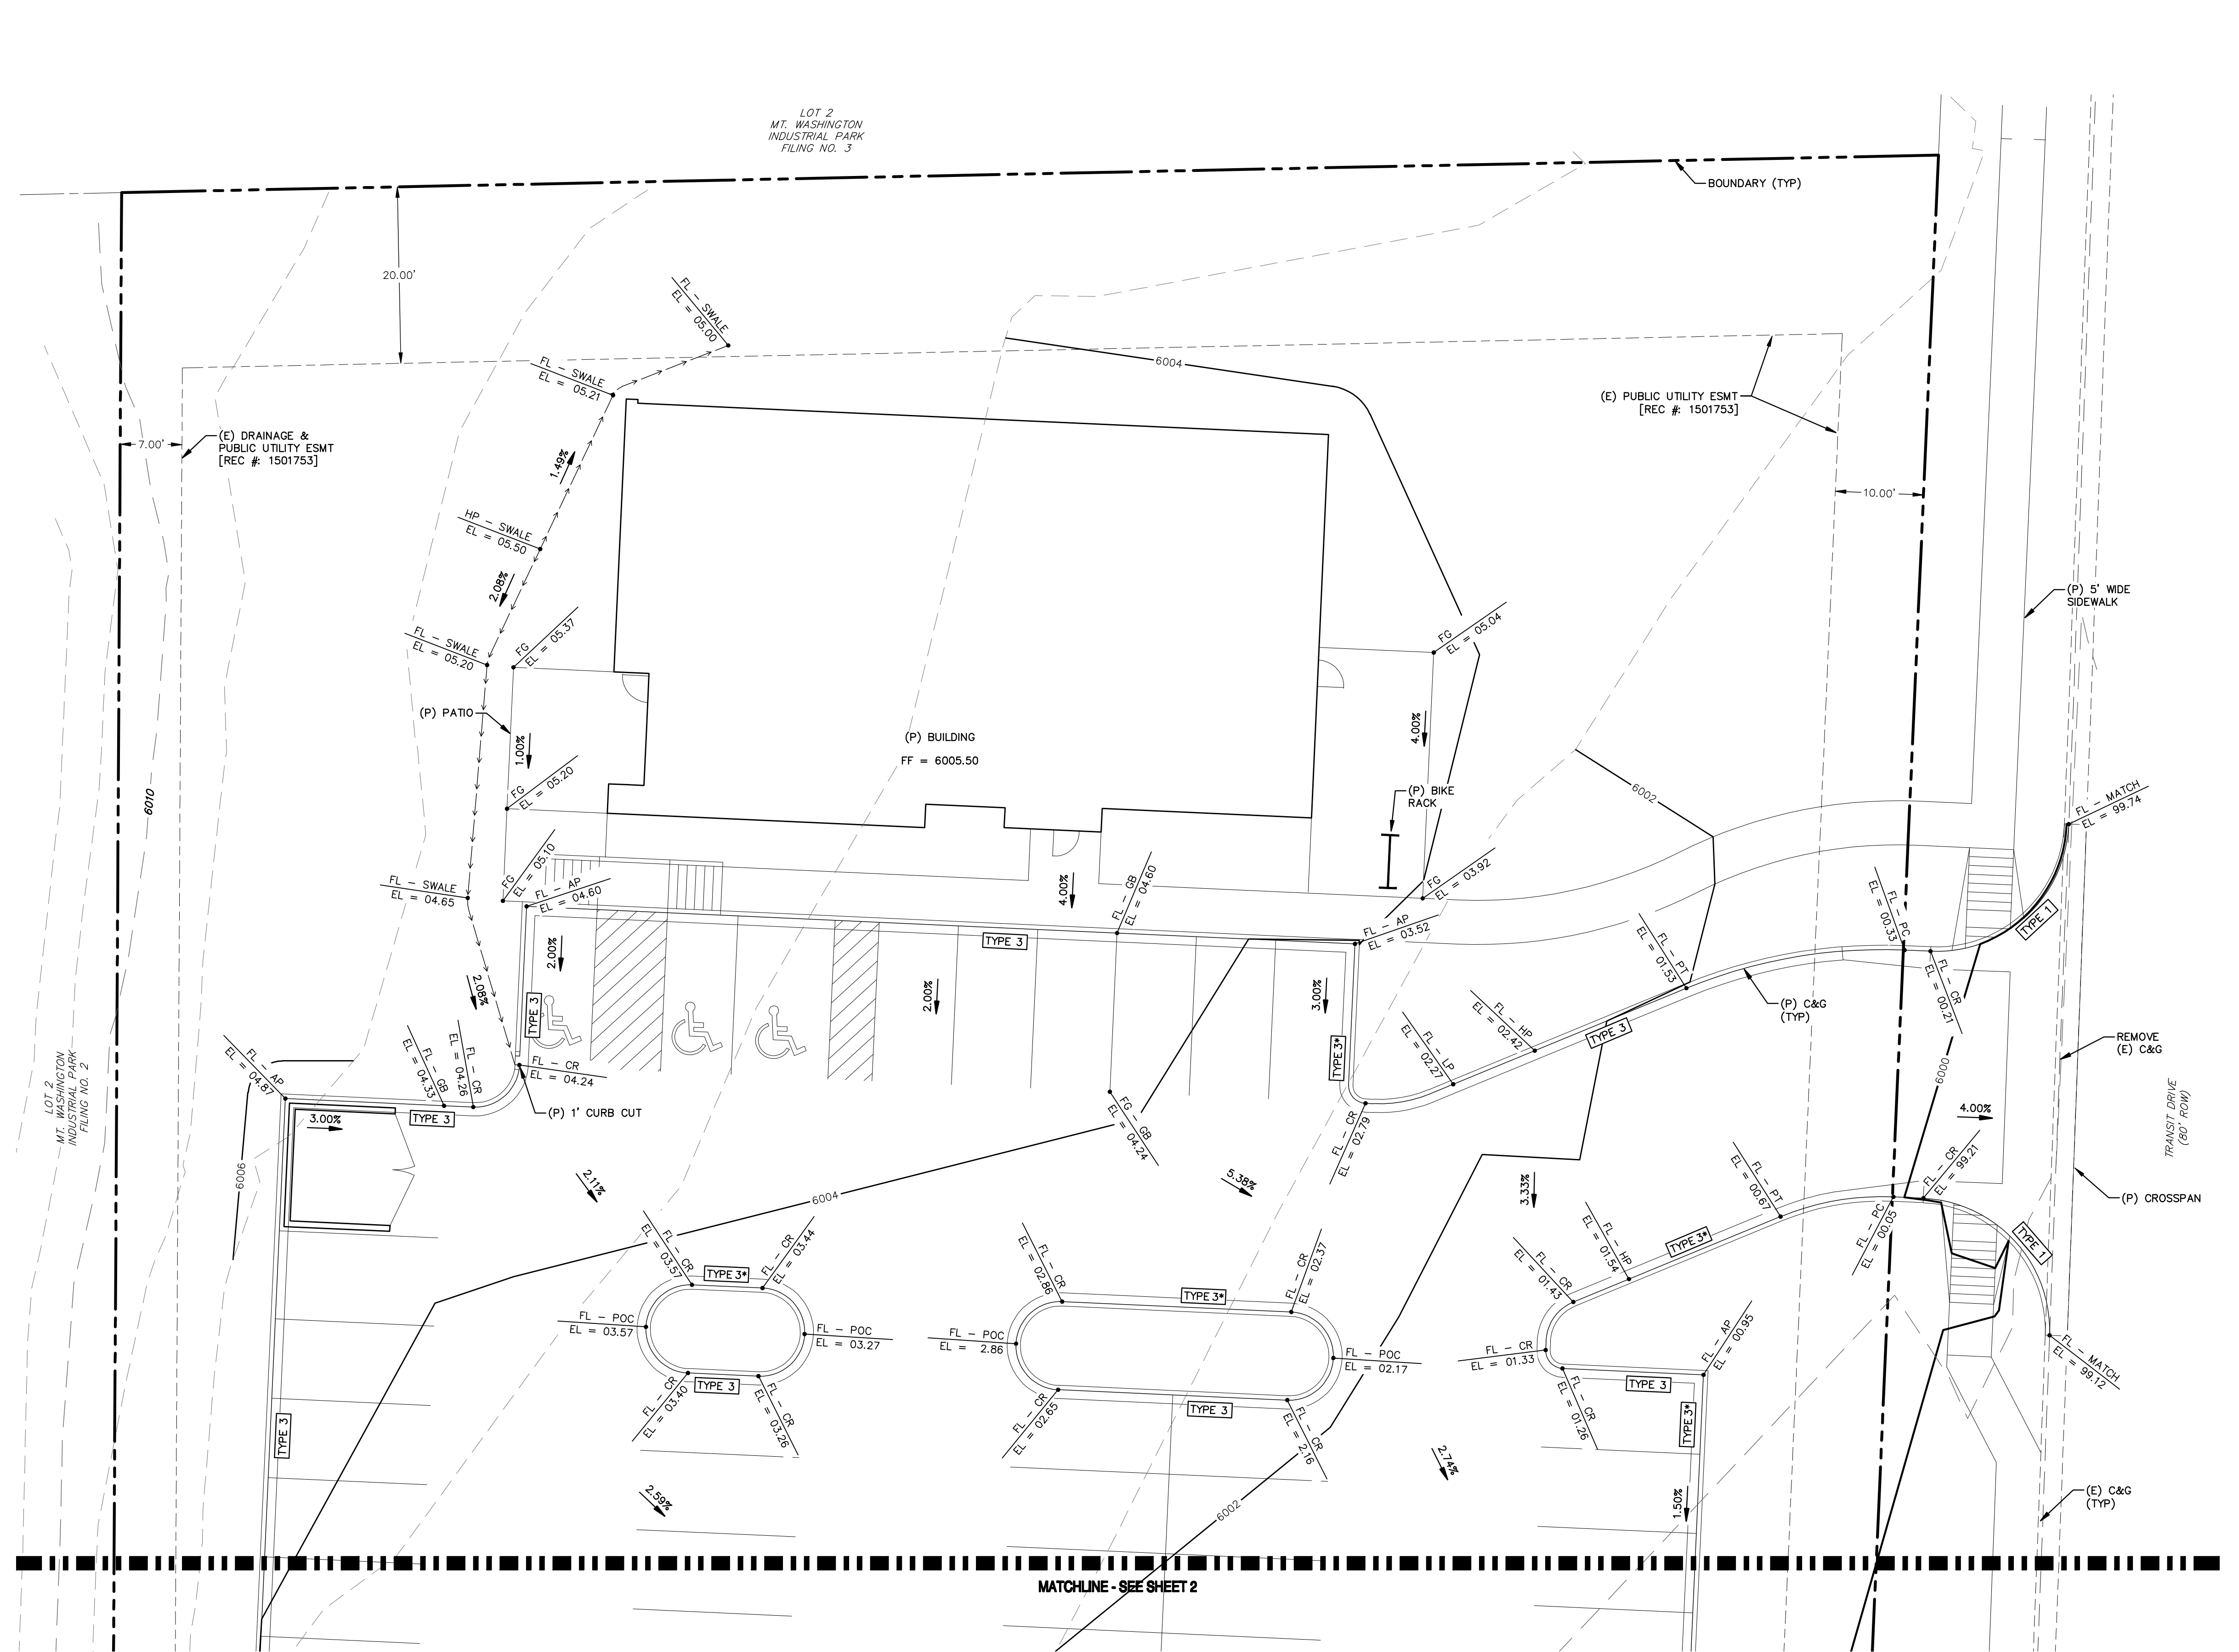 LOT 2
MT. WASHINGTON
INDUSTRIAL PARK
FILING NO. 3
BOUNDARY (TYP)
20.00'
FL - SWALE
EL = 05.00
FL - SWALE
EL = 05.21
6004
(E) PUBLIC UTILITY ESMT
[REC #: 1501753]
(E) DRAINAGE &
PUBLIC UTILITY ESMT
[REC #: 1501753]
7.00'
1.49%
10.00'
HP - SWALE
EL = 05.50
2.08%
(P) 5' WIDE
SIDEWALK
FL - SWALE
EL = 05.20
FG
EL = 05.37
FG
EL = 05.04
(P) PATIO
1.00%
(P) BUILDING
FF = 6005.50
4.00%
FG
EL = 05.20
(P) BIKE
RACK
6002
6010
FL - MATCH
EL = 99.74
FL - SWALE
EL = 04.65
FG
EL = 05.10
FL - AP
EL = 04.60
4.00%
FL - GB
EL = 04.60
FG
EL = 03.92
FL - PC
EL = 00.33
TYPE 1
FL - AP
EL = 03.52
TYPE 3
2.00%
2.00%
3.00%
FL - PT
EL = 01.53
FL - CR
EL = 00.21
2.08%
TYPE 3
FL - HP
EL = 02.42
(P) C&G
(TYP)
TYPE 3
REMOVE
(E) C&G
LOT 2
MT. WASHINGTON
INDUSTRIAL PARK
FILING NO. 2
FL - AP
EL = 04.87
FL - GB
EL = 04.33
FL - CR
EL = 04.26
FL - CR
EL = 04.24
(P) 1' CURB CUT
TYPE 3*
FL - LP
EL = 02.27
6000
TRANSIT DRIVE
(80' ROW)
TYPE 3
3.00%
FG - GB
EL = 04.24
FL - CR
EL = 02.79
4.00%
6006
2.11%
6004
5.38%
3.33%
FL - PT
EL = 00.67
FL - CR
EL = 99.21
(P) CROSSPAN
FL - PC
EL = 00.05
TYPE 1
FL - CR
EL = 03.57
FL - CR
EL = 03.44
TYPE 3*
FL - CR
EL = 02.86
FL - CR
EL = 02.37
TYPE 3*
FL - CR
EL = 01.43
FL - HP
EL = 01.54
TYPE 3*
FL - POC
EL = 03.57
FL - POC
EL = 03.27
FL - POC
EL = 2.86
FL - POC
EL = 02.17
FL - CR
EL = 01.33
FL - AP
EL = 00.95
FL - MATCH
EL = 99.12
TYPE 3
FL - CR
EL = 03.40
FL - CR
EL = 03.26
FL - CR
EL = 02.65
TYPE 3
FL - CR
EL = 2.16
TYPE 3
FL - CR
EL = 01.26
TYPE 3*
TYPE 3
2.59%
6002
2.74%
1.50%
(E) C&G
(TYP)
MATCHLINE - SEE SHEET 2